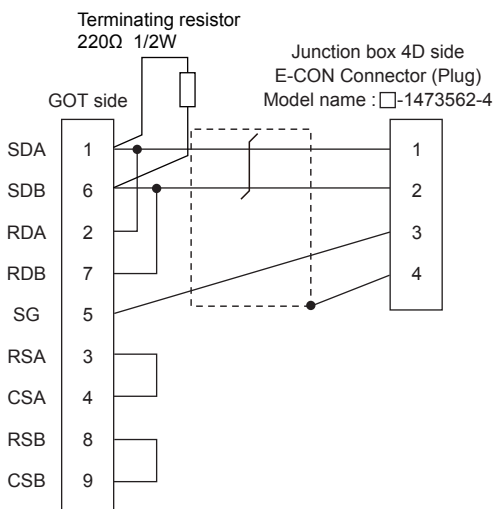 Terminating resistor
220Ω 1/2W
Junction box 4D side
E-CON Connector (Plug)
Model name : □-1473562-4
GOT side
SDA 1 1
SDB 6 2
RDA 2 3
RDB 7 4
SG 5
RSA 3
CSA 4
RSB 8
CSB 9